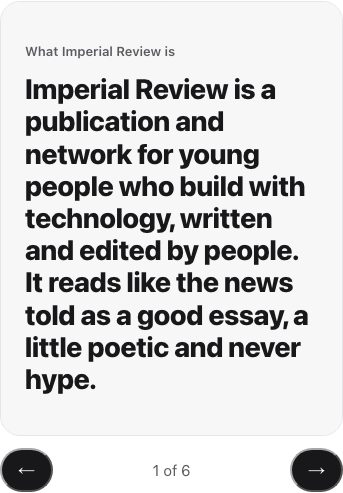 What Imperial Review is
Imperial Review is a
publication and
network for young
people who build with
technology, written
and edited by people.
It reads like the news
told as a good essay, a
little poetic and never
hype.
← 1 of 6 →